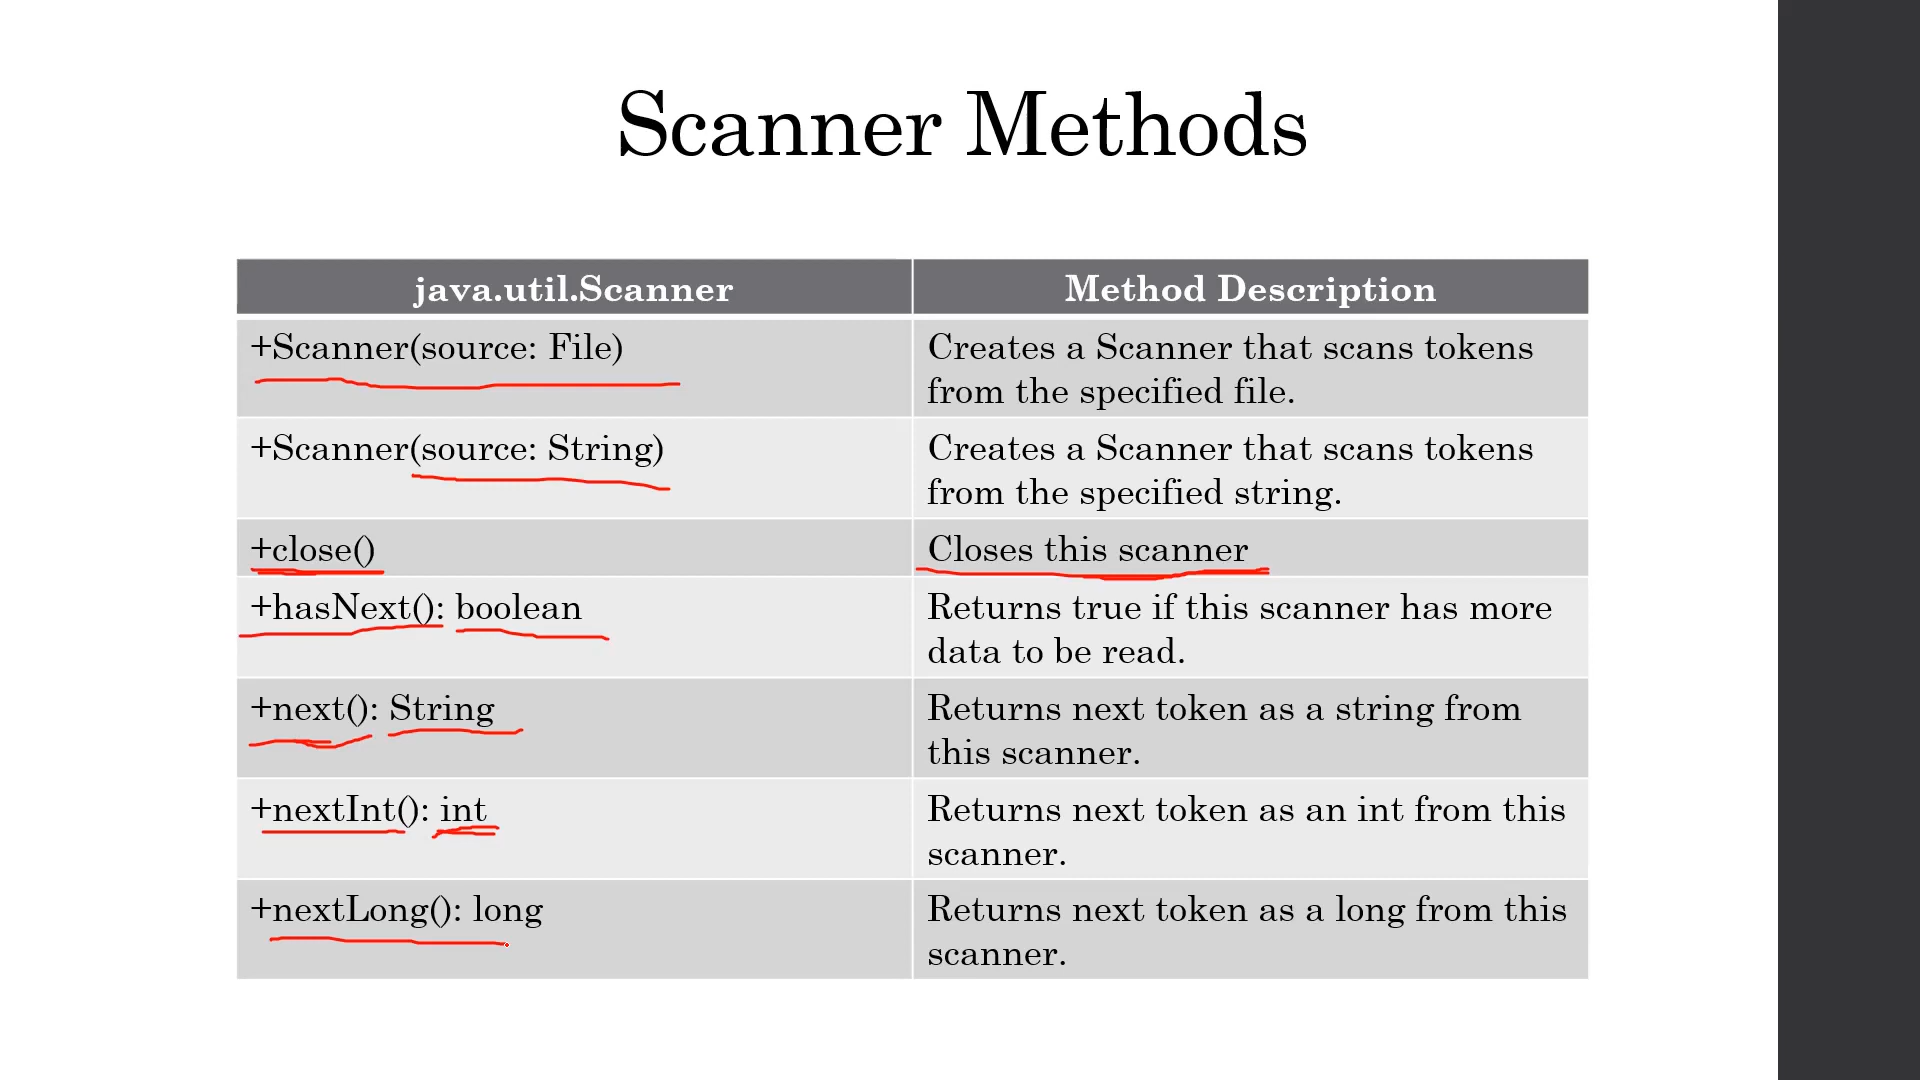 Scanner Methods
java.util.Scanner
Method Description
+Scanner(source: File)
Creates a Scanner that scans tokens
from the specified file.
+Scanner(source: String)
Creates a Scanner that scans tokens
from the specified string.
+close()
Closes this scanner
+hasNext(): boolean
Returns true if this scanner has more
data to be read.
+next(): String
Returns next token as a string from
this scanner.
+nextInt(): int
Returns next token as an int from this
scanner.
+nextLong(): long
Returns next token as a long from this
scanner.